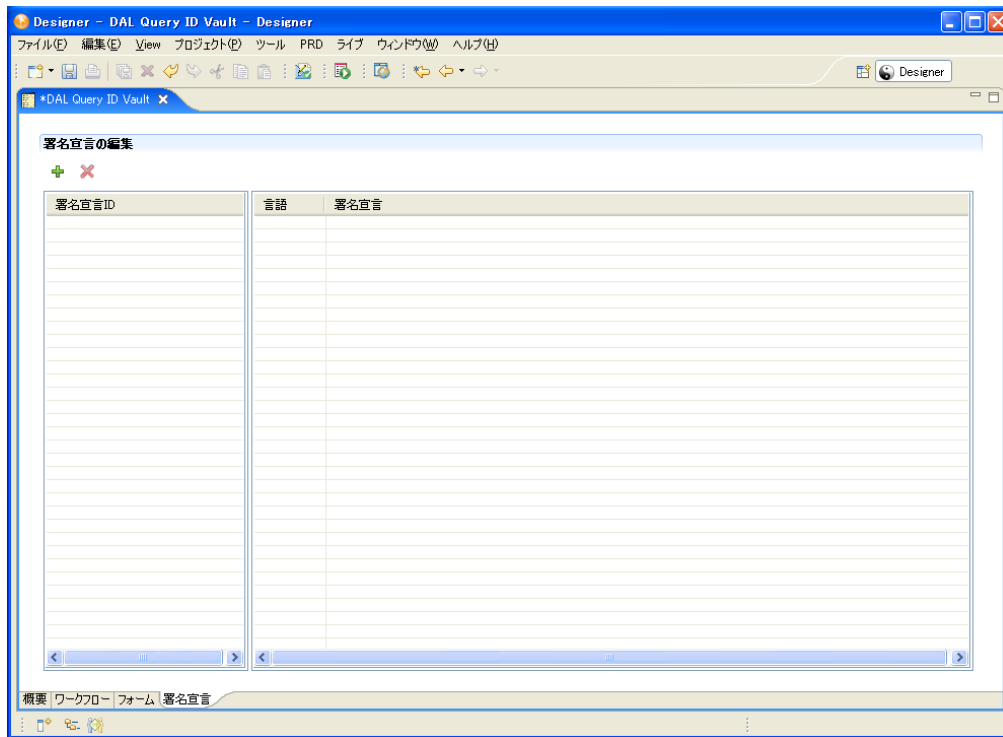 Designer - DAL Query ID Vault - Designer
ファイル(F) 編集(E) View プロジェクト(P) ツール PRD ライブ ウィンドウ(W) ヘルプ(H)
Designer
*DAL Query ID Vault
署名宣言の編集
署名宣言ID 言語 署名宣言
概要 ワークフロー フォーム 署名宣言